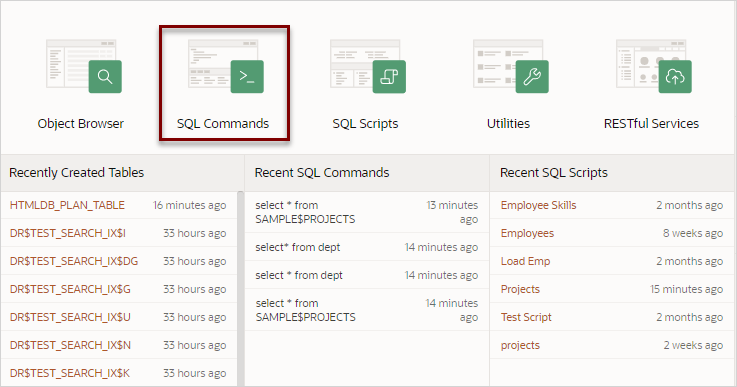 Object Browser
SQL Commands
SQL Scripts
Utilities
RESTful Services
Recently Created Tables
HTMLDB_PLAN_TABLE 16 minutes ago
DR$TEST_SEARCH_IX$I 33 hours ago
DR$TEST_SEARCH_IX$DG 33 hours ago
DR$TEST_SEARCH_IX$G 33 hours ago
DR$TEST_SEARCH_IX$U 33 hours ago
DR$TEST_SEARCH_IX$N 33 hours ago
DR$TEST_SEARCH_IX$K 33 hours ago
Recent SQL Commands
select * from 13 minutes
SAMPLE$PROJECTS ago
select* from dept 14 minutes ago
select * from dept 14 minutes ago
select * from 14 minutes
SAMPLE$PROJECTS ago
Recent SQL Scripts
Employee Skills 2 months ago
Employees 8 weeks ago
Load Emp 2 months ago
Projects 15 minutes ago
Test Script 2 months ago
projects 2 weeks ago